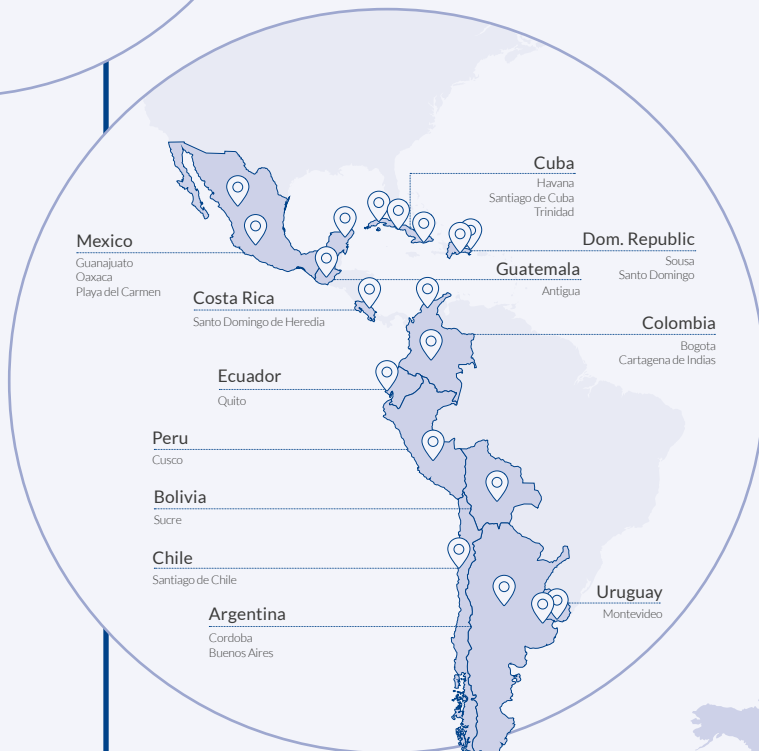 Cuba
Havana
Santiago de Cuba
Trinidad
Mexico
Guanajuato
Oaxaca
Playa del Carmen
Dom. Republic
Sousa
Santo Domingo
Guatemala
Antigua
Costa Rica
Santo Domingo de Heredia
Colombia
Bogota
Cartagena de Indias
Ecuador
Quito
Peru
Cusco
Bolivia
Sucre
Chile
Santiago de Chile
Uruguay
Montevideo
Argentina
Cordoba
Buenos Aires